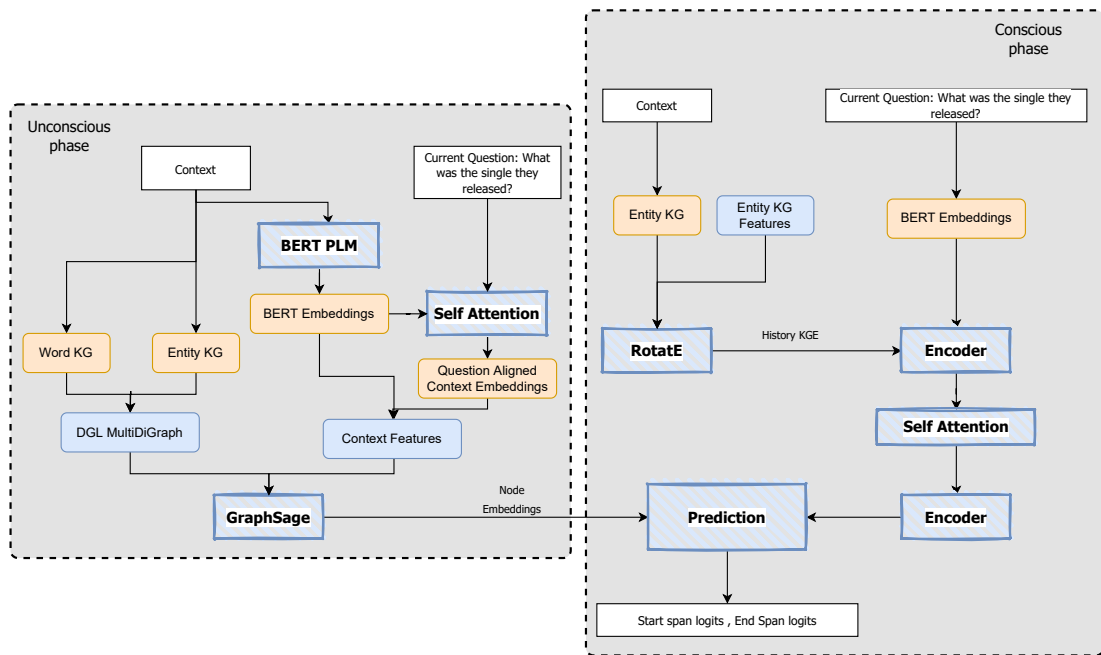 Unconscious
phase
Context
Current Question: What
was the single they
released?
BERT PLM
BERT Embeddings
Self Attention
Word KG
Entity KG
Question Aligned
Context Embeddings
DGL MultiDiGraph
Context Features
GraphSage
Node
Embeddings
Conscious
phase
Context
Current Question: What was the single they
released?
Entity KG
Entity KG
Features
BERT Embeddings
RotatE
History KGE
Encoder
Self Attention
Prediction
Encoder
Start span logits , End Span logits